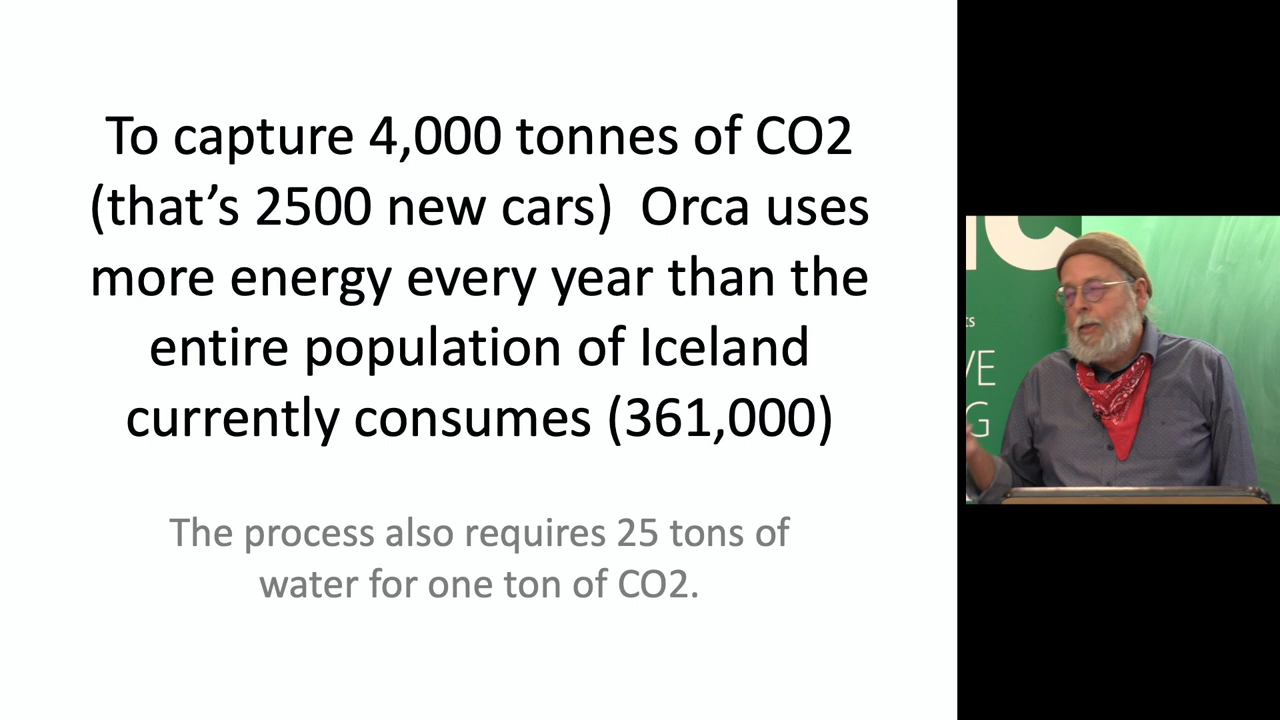 To capture 4,000 tonnes of CO2
(that’s 2500 new cars)  Orca uses
more energy every year than the
entire population of Iceland
currently consumes (361,000)
The process also requires 25 tons of
water for one ton of CO2.